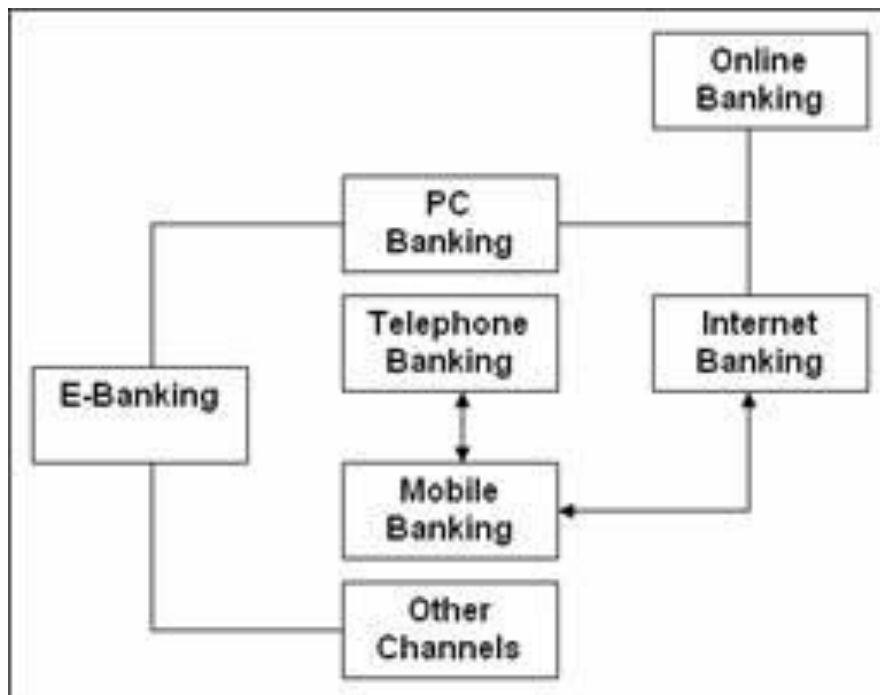 Online
Banking
PC
Banking
Telephone
Banking
Internet
Banking
E-Banking
Mobile
Banking
Other
Channels